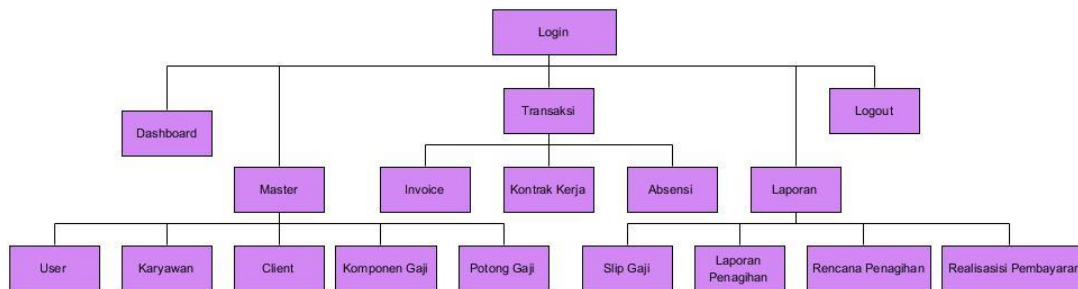 Login
Transaksi
Logout
Dashboard
Master
Invoice
Kontrak Kerja
Absensi
Laporan
User
Karyawan
Client
Komponen Gaji
Potong Gaji
Slip Gaji
Laporan
Penagihan
Rencana Penagihan
Realisasisi Pembayaran